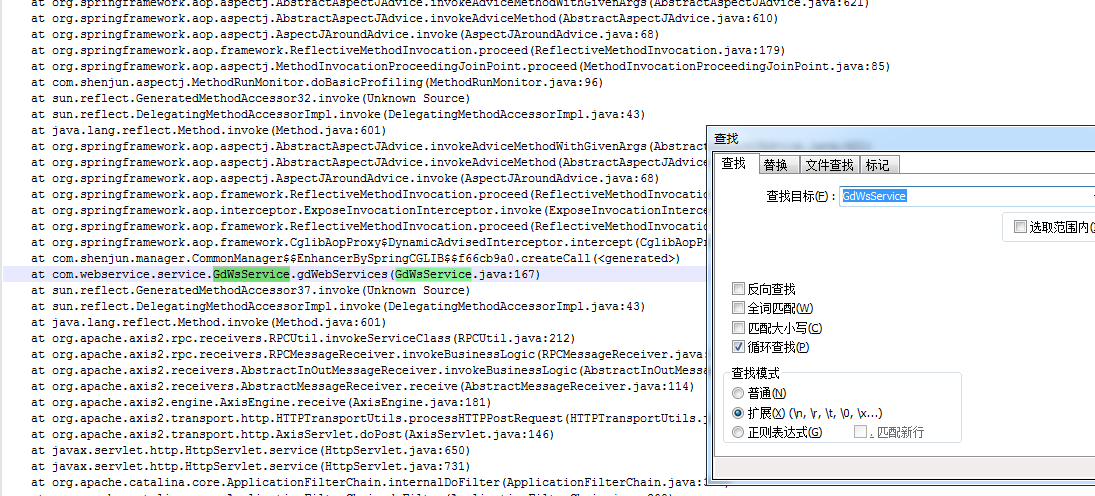 at org.springframework.aop.aspectj.AbstractAspectJAdvice.invokeAdviceMethodWithGivenArgs(AbstractAspectJAdvice.java:621)
at org.springframework.aop.aspectj.AbstractAspectJAdvice.invokeAdviceMethod(AbstractAspectJAdvice.java:610)
at org.springframework.aop.aspectj.AspectJAroundAdvice.invoke(AspectJAroundAdvice.java:68)
at org.springframework.aop.framework.ReflectiveMethodInvocation.proceed(ReflectiveMethodInvocation.java:179)
at org.springframework.aop.aspectj.MethodInvocationProceedingJoinPoint.proceed(MethodInvocationProceedingJoinPoint.java:85)
at com.shenjun.aspectj.MethodRunMonitor.doBasicProfiling(MethodRunMonitor.java:96)
at sun.reflect.GeneratedMethodAccessor32.invoke(Unknown Source)
at sun.reflect.DelegatingMethodAccessorImpl.invoke(DelegatingMethodAccessorImpl.java:43)
at java.lang.reflect.Method.invoke(Method.java:601)
at org.springframework.aop.aspectj.AbstractAspectJAdvice.invokeAdviceMethodWithGivenArgs(Abstrac
at org.springframework.aop.aspectj.AbstractAspectJAdvice.invokeAdviceMethod(AbstractAspectJAdvice
at org.springframework.aop.aspectj.AspectJAroundAdvice.invoke(AspectJAroundAdvice.java:68)
at org.springframework.aop.framework.ReflectiveMethodInvocation.proceed(ReflectiveMethodInvocation
at org.springframework.aop.interceptor.ExposeInvocationInterceptor.invoke(ExposeInvocationInterce
at org.springframework.aop.framework.ReflectiveMethodInvocation.proceed(ReflectiveMethodInvocation
at org.springframework.aop.framework.CglibAopProxy$DynamicAdvisedInterceptor.intercept(CglibAopPr
at com.shenjun.manager.CommonManager$$EnhancerBySpringCGLIB$$f66cb9a0.createCall(<generated>)
at com.webservice.service.GdWsService.gdWebServices(GdWsService.java:167)
at sun.reflect.GeneratedMethodAccessor37.invoke(Unknown Source)
at sun.reflect.DelegatingMethodAccessorImpl.invoke(DelegatingMethodAccessorImpl.java:43)
at java.lang.reflect.Method.invoke(Method.java:601)
at org.apache.axis2.rpc.receivers.RPCUtil.invokeServiceClass(RPCUtil.java:212)
at org.apache.axis2.rpc.receivers.RPCMessageReceiver.invokeBusinessLogic(RPCMessageReceiver.java:
at org.apache.axis2.receivers.AbstractInOutMessageReceiver.invokeBusinessLogic(AbstractInOutMessa
at org.apache.axis2.receivers.AbstractMessageReceiver.receive(AbstractMessageReceiver.java:114)
at org.apache.axis2.engine.AxisEngine.receive(AxisEngine.java:181)
at org.apache.axis2.transport.http.HTTPTransportUtils.processHTTPPostRequest(HTTPTransportUtils.j
at org.apache.axis2.transport.http.AxisServlet.doPost(AxisServlet.java:146)
at javax.servlet.http.HttpServlet.service(HttpServlet.java:650)
at javax.servlet.http.HttpServlet.service(HttpServlet.java:731)
at org.apache.catalina.core.ApplicationFilterChain.internalDoFilter(ApplicationFilterChain.java:
查找
查找 替换 文件查找 标记
查找目标(F) : GdWsService
选取范围内(
反向查找
全词匹配(W)
匹配大小写(C)
循环查找(P)
查找模式
普通(N)
扩展(X) (\n, \r, \t, \0, \x...)
正则表达式(G) . 匹配新行